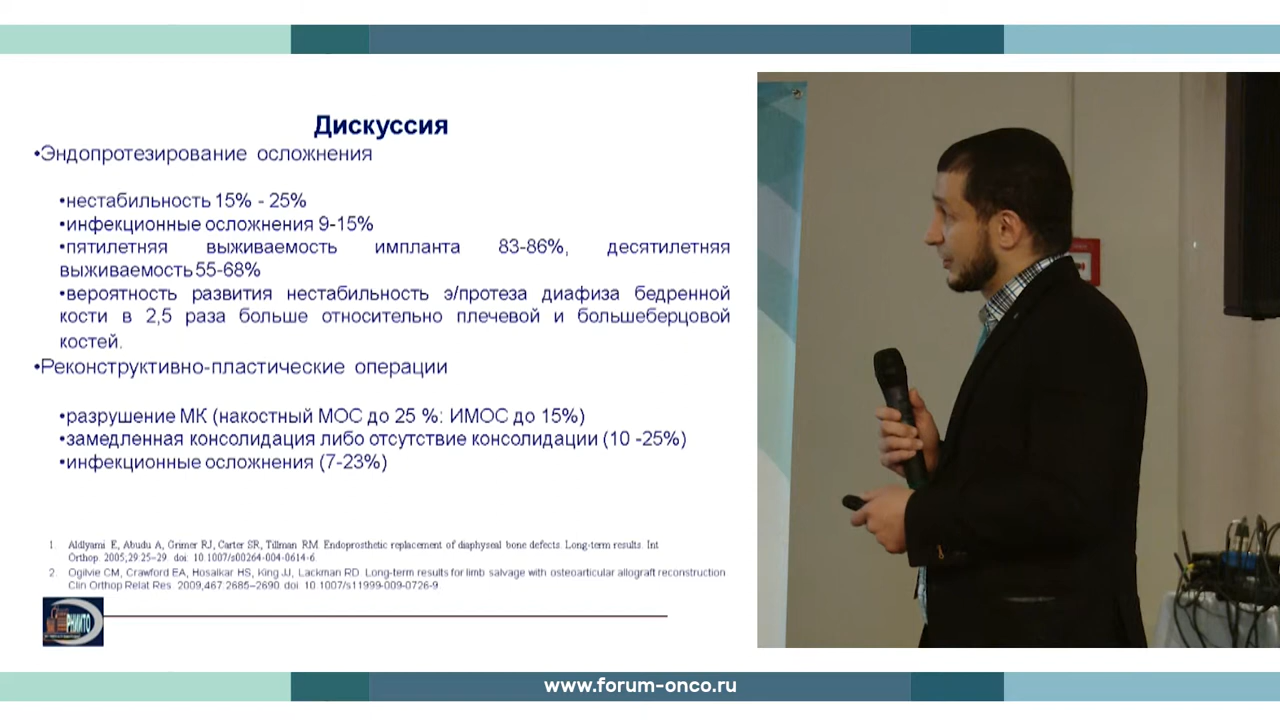 Дискуссия
•Эндопротезирование осложнения
•нестабильность 15% - 25%
•инфекционные осложнения 9-15%
•пятилетняя выживаемость импланта 83-86%, десятилетняя
выживаемость 55-68%
•вероятность развития нестабильность э/протеза диафиза бедренной
кости в 2,5 раза больше относительно плечевой и большеберцовой
костей.
•Реконструктивно-пластические операции
•разрушение МК (накостный МОС до 25 %: ИМОС до 15%)
•замедленная консолидация либо отсутствие консолидации (10 -25%)
•инфекционные осложнения (7-23%)
1. Aldlyami E, Abudu A, Grimer RJ, Carter SR, Tillman RM. Endoprosthetic replacement of diaphyseal bone defects. Long-term results. Int
Orthop. 2005;29:25–29. doi: 10.1007/s00264-004-0614-6.
2. Ogilvie CM, Crawford EA, Hosalkar HS, King JJ, Lackman RD. Long-term results for limb salvage with osteoarticular allograft reconstruction.
Clin Orthop Relat Res. 2009;467:2685–2690. doi: 10.1007/s11999-009-0726-9.
РНИИТО
www.forum-onco.ru